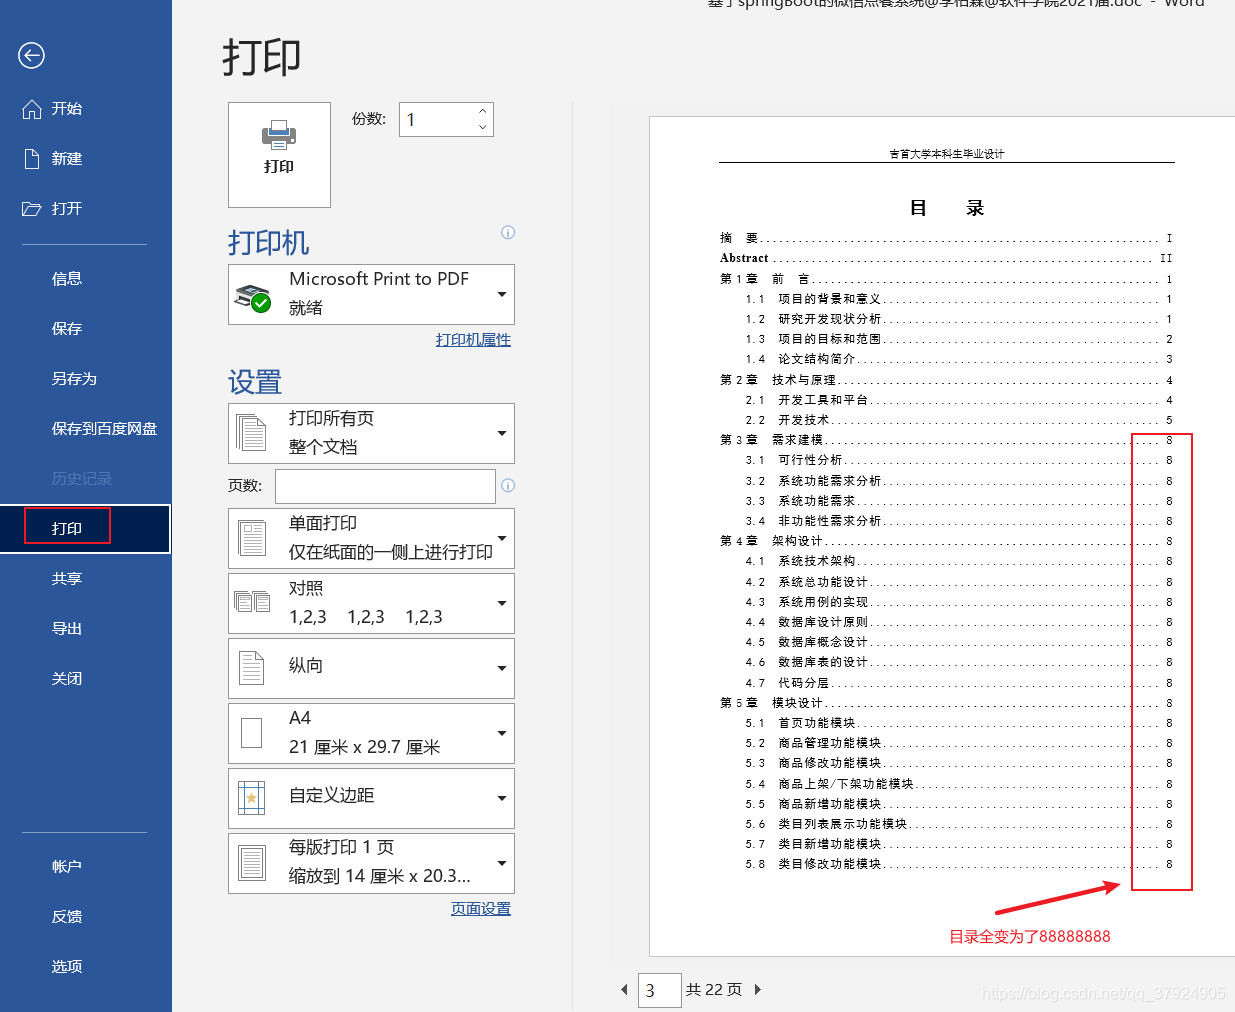 基于springBoot的微信点餐系统@李柏霖@软件学院2021届.doc - Word
打印
开始
新建
打开
信息
保存
另存为
保存到百度网盘
历史记录
打印
共享
导出
关闭
帐户
反馈
选项
打印
份数: 1
打印机
Microsoft Print to PDF
就绪
打印机属性
设置
打印所有页
整个文档
页数:
单面打印
仅在纸面的一侧上进行打印
对照
1,2,3 1,2,3 1,2,3
纵向
A4
21 厘米 x 29.7 厘米
自定义边距
每版打印 1 页
缩放到 14 厘米 x 20.3...
页面设置
吉首大学本科生毕业设计
目 录
摘 要 I
Abstract II
第1章 前 言 1
1.1 项目的背景和意义 1
1.2 研究开发现状分析 1
1.3 项目的目标和范围 2
1.4 论文结构简介 3
第2章 技术与原理 4
2.1 开发工具和平台 4
2.2 开发技术 5
第3章 需求建模 8
3.1 可行性分析 8
3.2 系统功能需求分析 8
3.3 系统功能需求 8
3.4 非功能性需求分析 8
第4章 架构设计 8
4.1 系统技术架构 8
4.2 系统总功能设计 8
4.3 系统用例的实现 8
4.4 数据库设计原则 8
4.5 数据库概念设计 8
4.6 数据库表的设计 8
4.7 代码分层 8
第5章 模块设计 8
5.1 首页功能模块 8
5.2 商品管理功能模块 8
5.3 商品修改功能模块 8
5.4 商品上架/下架功能模块 8
5.5 商品新增功能模块 8
5.6 类目列表展示功能模块 8
5.7 类目新增功能模块 8
5.8 类目修改功能模块 8
目录全变为了88888888
3 共 22 页
https://blog.csdn.net/qq_37924905